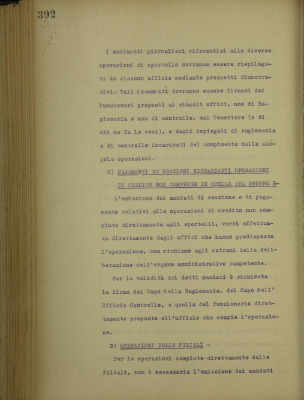 392
I movimenti giornalieri riferentisi alle diverse
operazioni di sportello dovranno essere riepiloga-
ti da ciascun ufficio mediante prospetti dimostra-
tivi. Tali documenti dovranno essere firmati dai
Funzionari preposti ai singoli uffici, uno di Ra-
gioneria e uno di controllo, dal Tesoriere (o di
chi ne fa le veci), e dagli impiegati di ragioneria
e di controllo incaricati del compimento delle sin-
gole operazioni.
C) PAGAMENTI ED ESAZIONI RIGUARDANTI OPERAZIONI
DI CREDITO NON COMPRESE IN QUELLE DEL GRUPPO B-
L'emissione dei mandati di esazione e di paga-
mento relativi alle operazioni di credito non com-
piute direttamente agli sportelli, verrà effettua-
ta direttamente dagli uffici che hanno predisposta
l'operazione, con richiamo agli estremi della deli-
berazione dell'organo amministrativo competente.
Per la validità dei detti mandati è richiesta
la firma del Capo della Ragioneria, del Capo dell'
Ufficio Controllo, e quella del funzionario diret-
tamente preposto all'ufficio che compie l'operazio-
ne.
D) OPERAZIONI DELLE FILIALI -
Per le operazioni compiute direttamente dalle
Filiali, non è necessaria l'emissione dei mandati